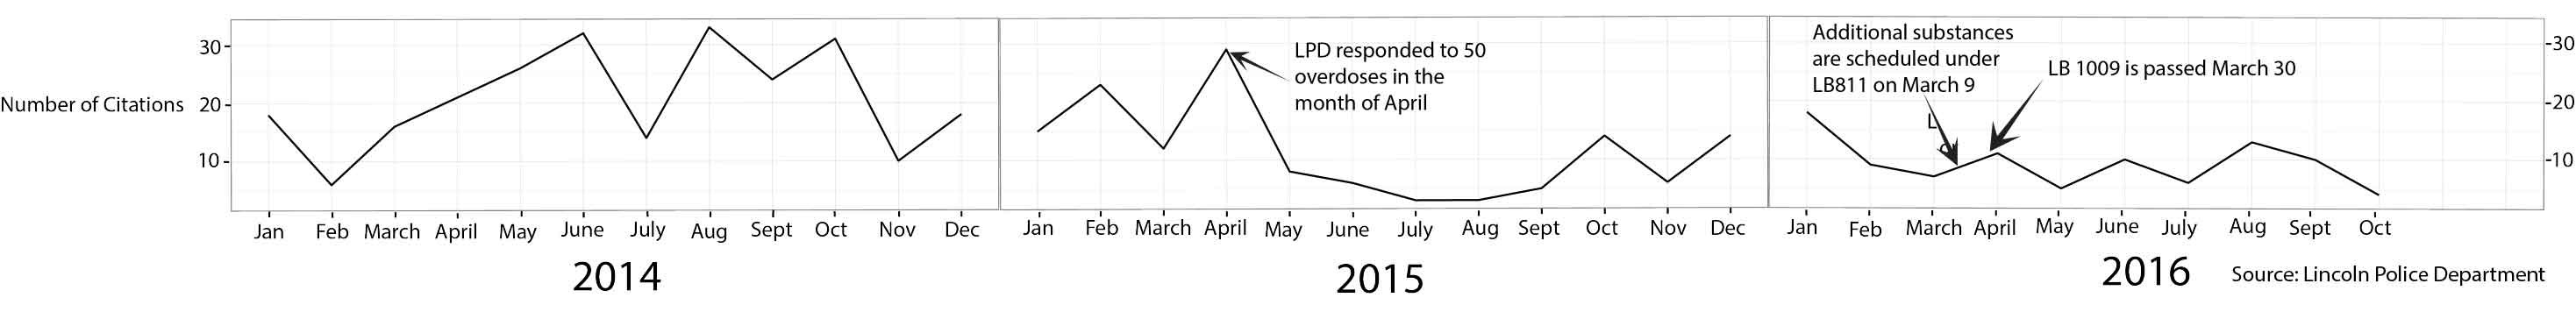 Additional substances
are scheduled under
LB811 on March 9
LPD responded to 50
overdoses in the
month of April
LB 1009 is passed March 30
L
Number of Citations
30
20
10
-30
-20
-10
Jan Feb March April May June July Aug Sept Oct Nov Dec
Jan Feb March April May June July Aug Sept Oct Nov Dec
Jan Feb March April May June July Aug Sept Oct
2014
2015
2016
Source: Lincoln Police Department